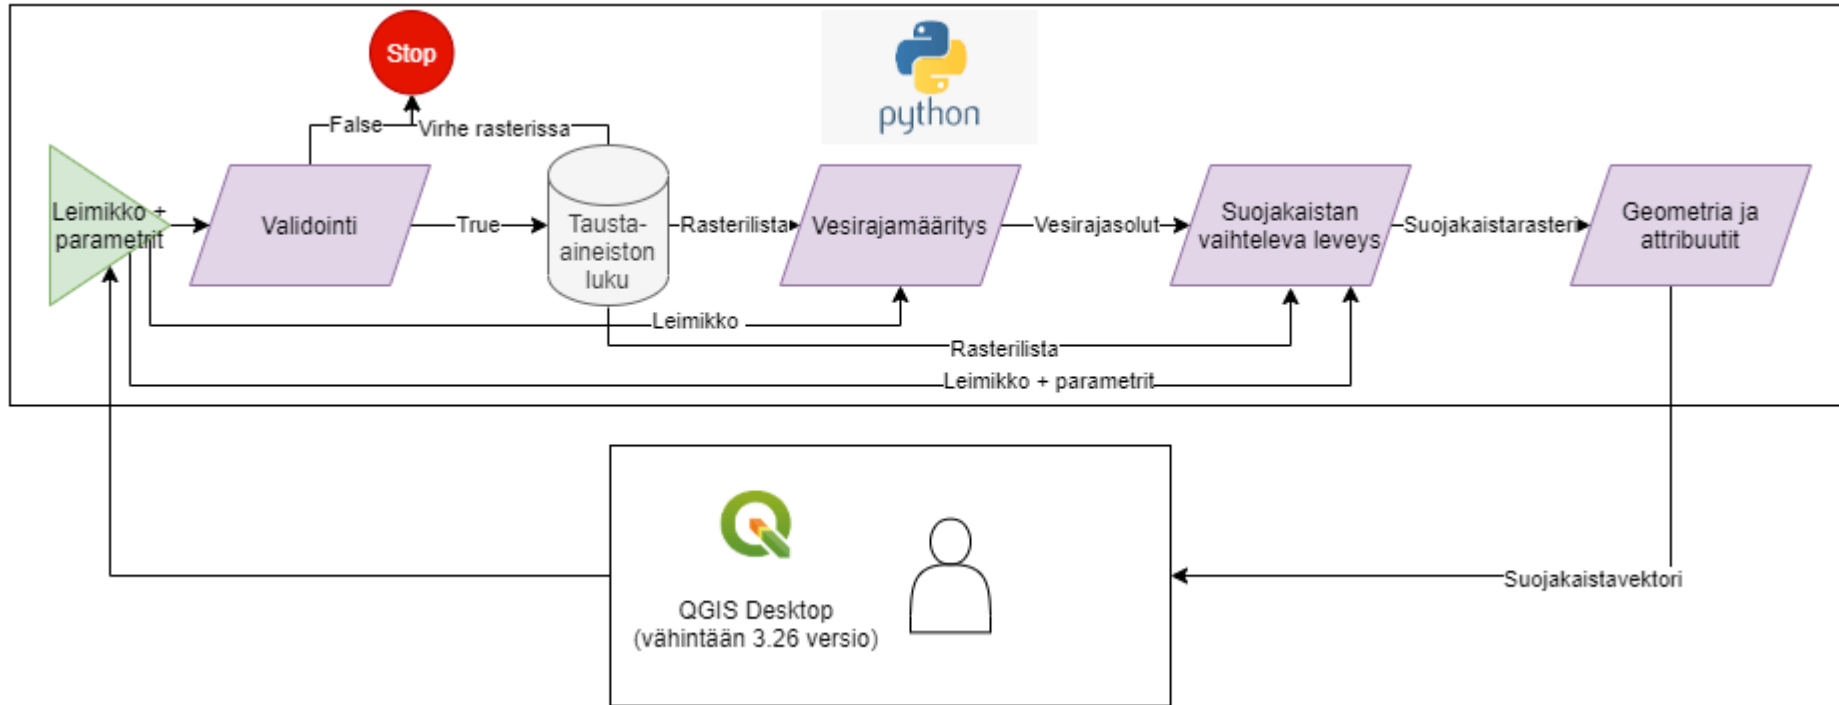 Stop
python
False
Virhe rasterissa
Leimikko +
parametrit
Validointi
True
Tausta-
aineiston
luku
Rasterilista
Vesirajamääritys
Vesirajasolut
Suojakaistan
vaihteleva leveys
Suojakaistarasteri
Geometria ja
attribuutit
Leimikko
Rasterilista
Leimikko + parametrit
QGIS Desktop
(vähintään 3.26 versio)
Suojakaistavektori